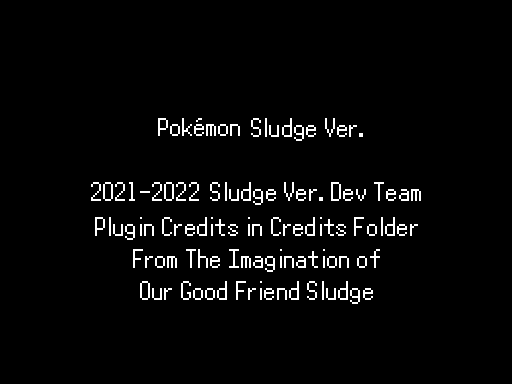 Pokémon Sludge Ver.
2021-2022 Sludge Ver. Dev Team
Plugin Credits in Credits Folder
From The Imagination of
Our Good Friend Sludge